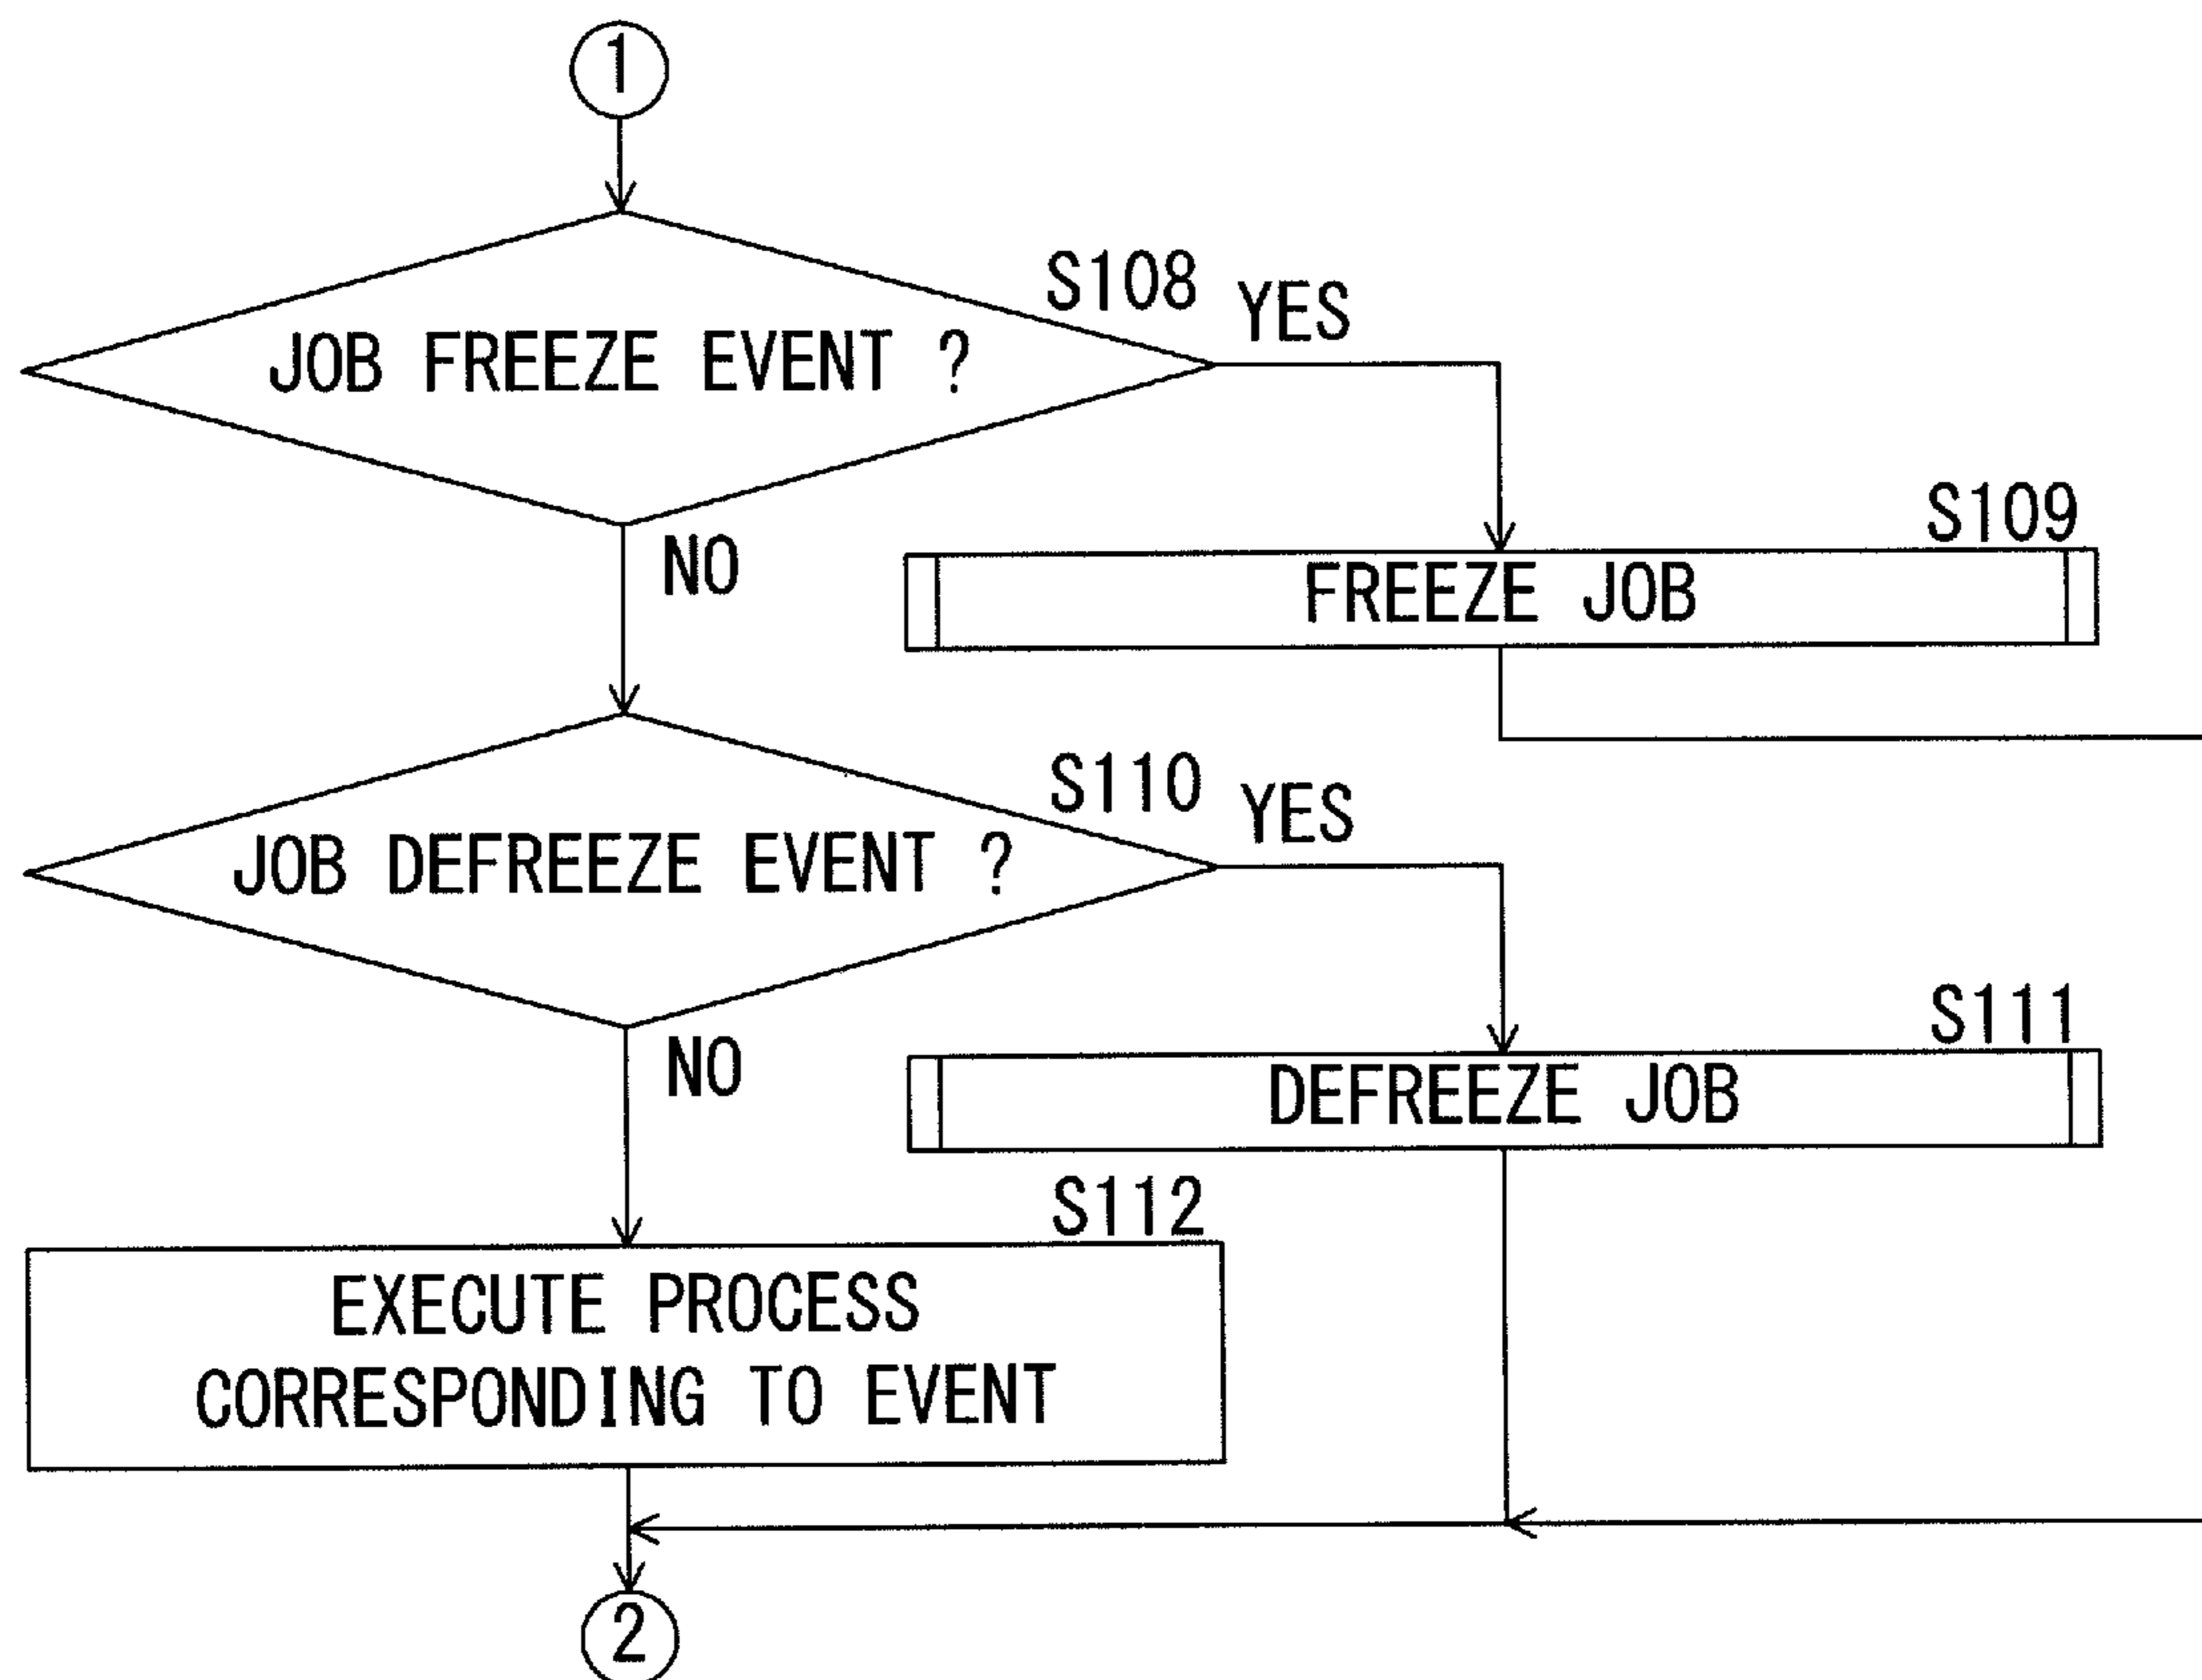 1
S108
YES
JOB FREEZE EVENT ?
NO
S109
FREEZE JOB
S110
YES
JOB DEFREEZE EVENT ?
NO
S111
DEFREEZE JOB
S112
EXECUTE PROCESS
CORRESPONDING TO EVENT
2